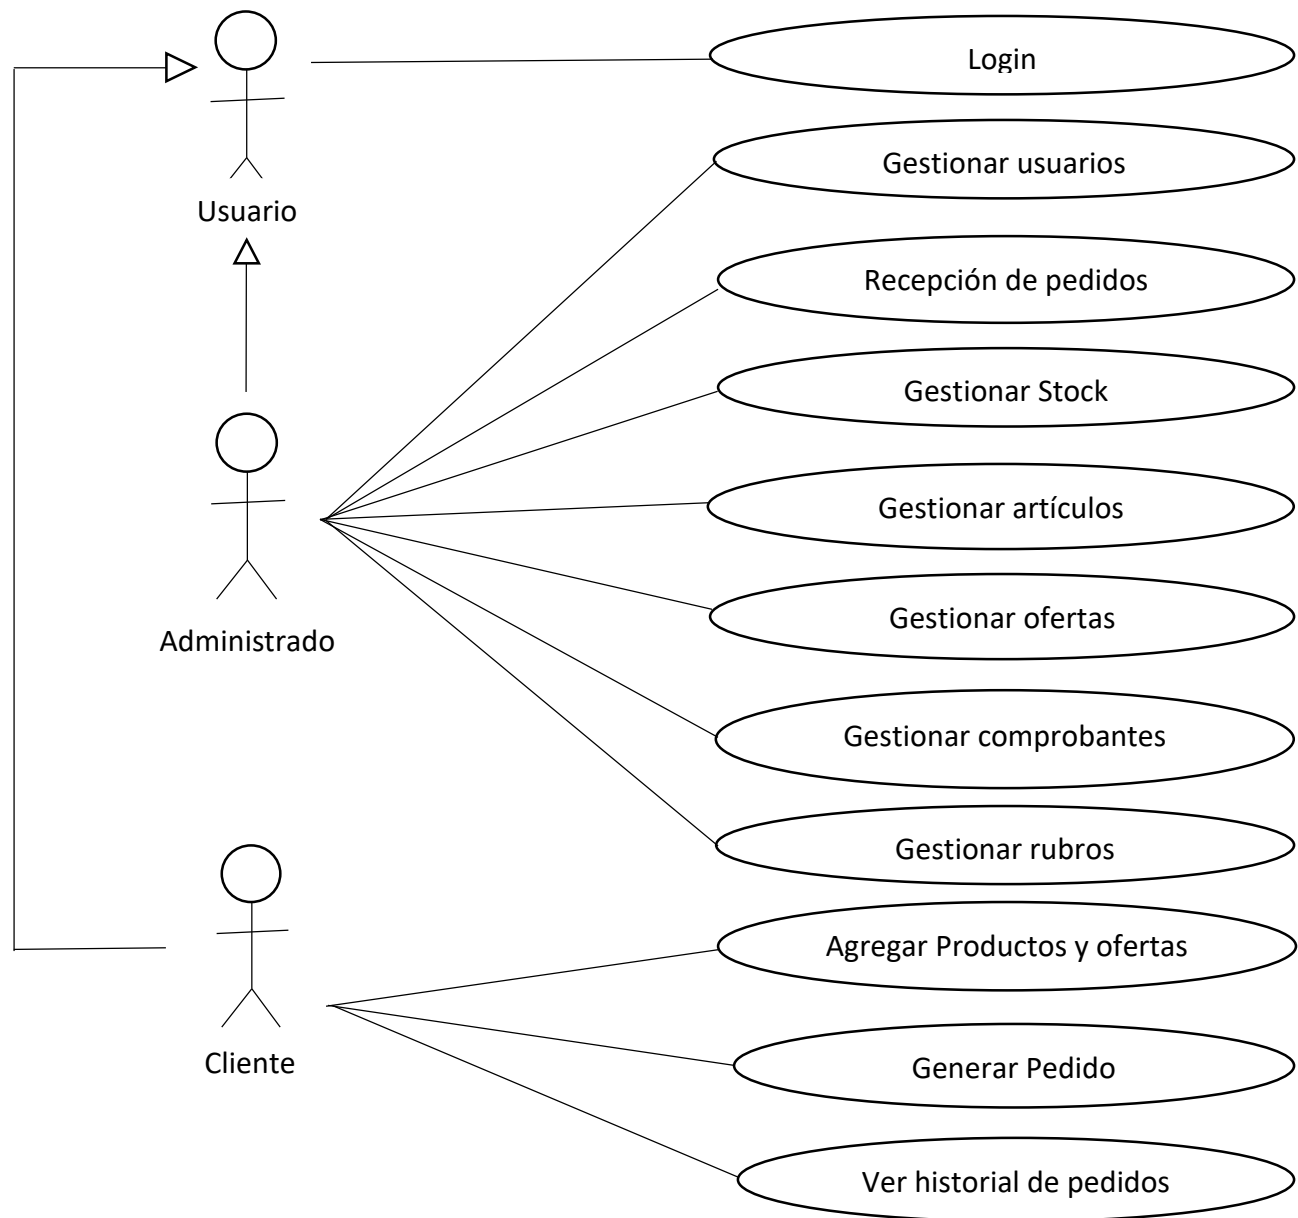 Login
Usuario
Gestionar usuarios
Recepción de pedidos
Gestionar Stock
Gestionar artículos
Administrado
Gestionar ofertas
Gestionar comprobantes
Gestionar rubros
Cliente
Agregar Productos y ofertas
Generar Pedido
Ver historial de pedidos